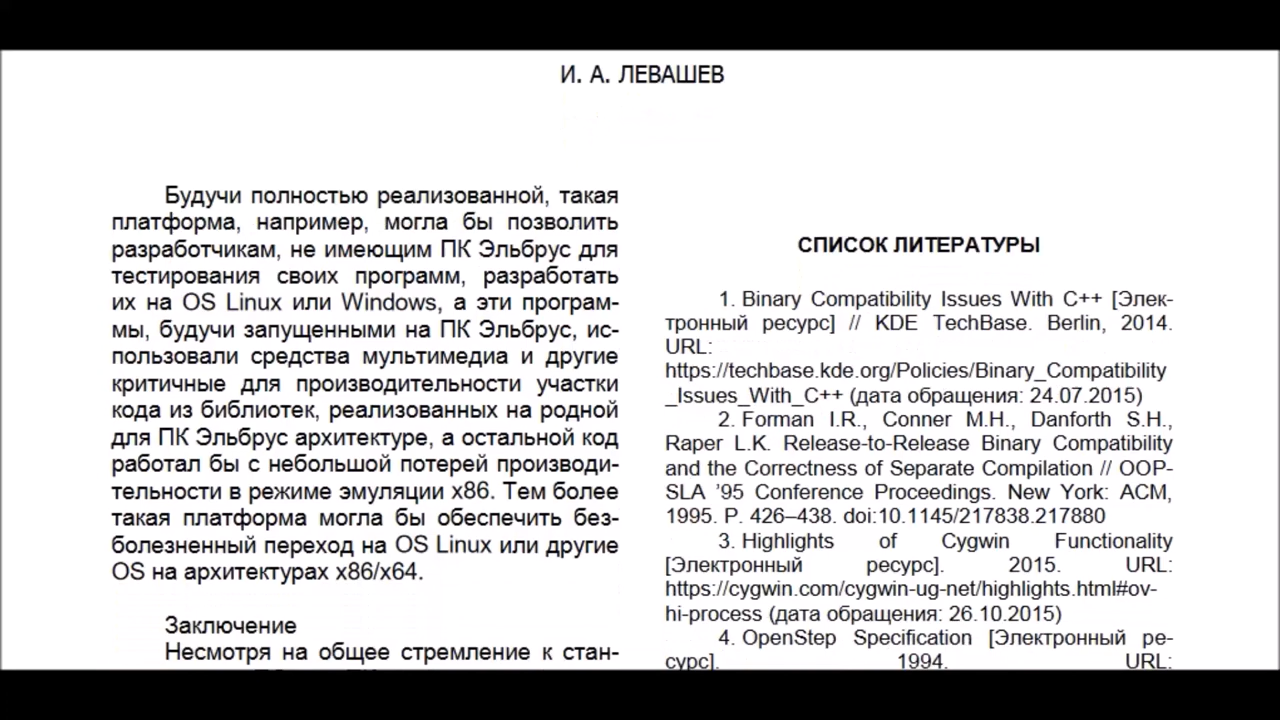 И. А. ЛЕВАШЕВ
Будучи полностью реализованной, такая
платформа, например, могла бы позволить
разработчикам, не имеющим ПК Эльбрус для
тестирования своих программ, разработать
их на OS Linux или Windows, а эти програм-
мы, будучи запущенными на ПК Эльбрус, ис-
пользовали средства мультимедиа и другие
критичные для производительности участки
кода из библиотек, реализованных на родной
для ПК Эльбрус архитектуре, а остальной код
работал бы с небольшой потерей производи-
тельности в режиме эмуляции x86. Тем более
такая платформа могла бы обеспечить без-
болезненный переход на OS Linux или другие
OS на архитектурах x86/x64.
Заключение
Несмотря на общее стремление к стан-
СПИСОК ЛИТЕРАТУРЫ
1. Binary Compatibility Issues With C++ [Элек-
тронный ресурс] // KDE TechBase. Berlin, 2014.
URL:
https://techbase.kde.org/Policies/Binary_Compatibility
_Issues_With_C++ (дата обращения: 24.07.2015)
2. Forman I.R., Conner M.H., Danforth S.H.,
Raper L.K. Release-to-Release Binary Compatibility
and the Correctness of Separate Compilation // OOP-
SLA ’95 Conference Proceedings. New York: ACM,
1995. P. 426–438. doi:10.1145/217838.217880
3. Highlights of Cygwin Functionality
[Электронный ресурс]. 2015. URL:
https://cygwin.com/cygwin-ug-net/highlights.html#ov-
hi-process (дата обращения: 26.10.2015)
4. OpenStep Specification [Электронный ре-
сурс]. 1994. URL: